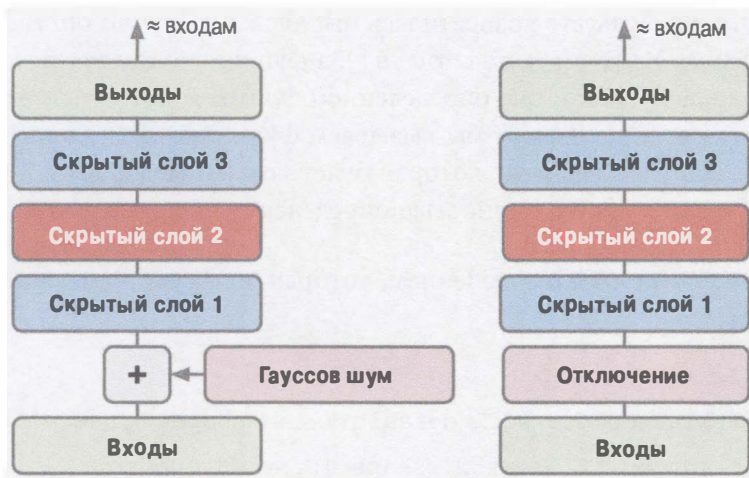 ≈ входам
Выходы
Скрытый слой 3
Скрытый слой 2
Скрытый слой 1
+
Гауссов шум
Входы
≈ входам
Выходы
Скрытый слой 3
Скрытый слой 2
Скрытый слой 1
Отключение
Входы